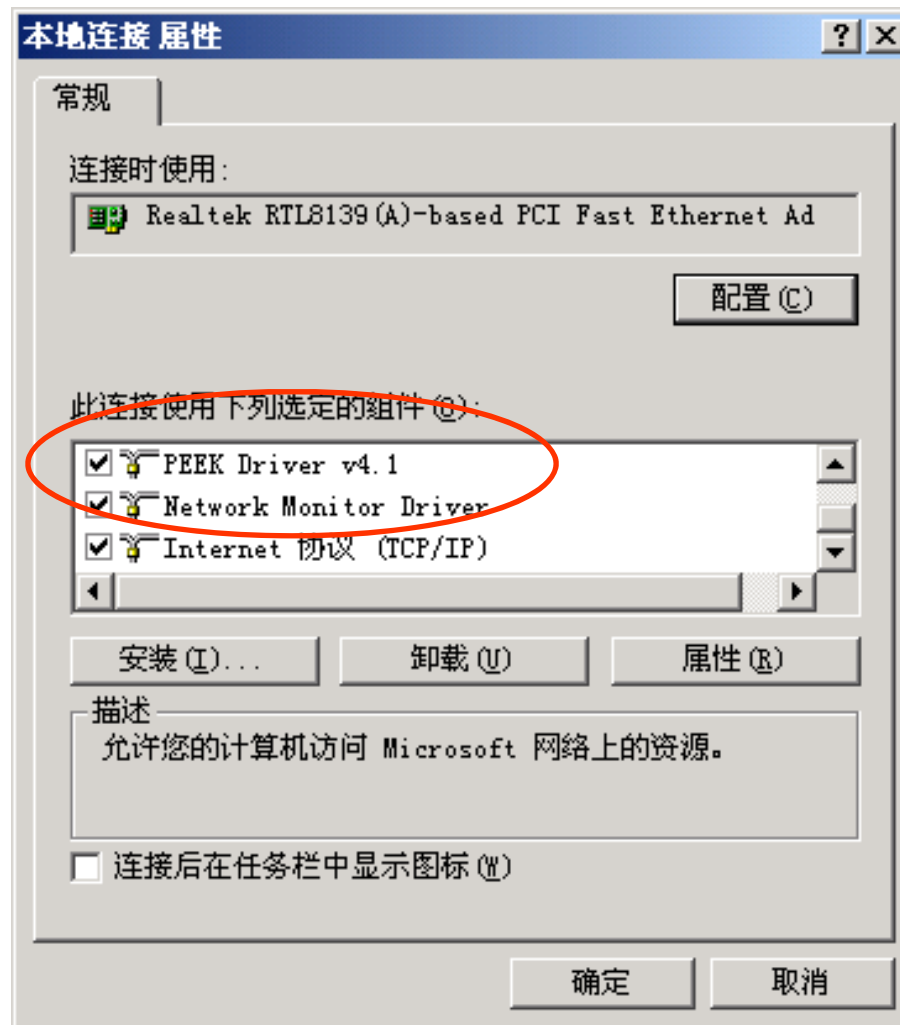 本地连接 属性
常规
连接时使用:
Realtek RTL8139(A)-based PCI Fast Ethernet Ad
配置(C)
此连接使用下列选定的组件(O):
PEEK Driver v4.1
Network Monitor Driver
Internet 协议 (TCP/IP)
安装(I)... 卸载(U) 属性(R)
描述
允许您的计算机访问 Microsoft 网络上的资源。
连接后在任务栏中显示图标(W)
确定 取消